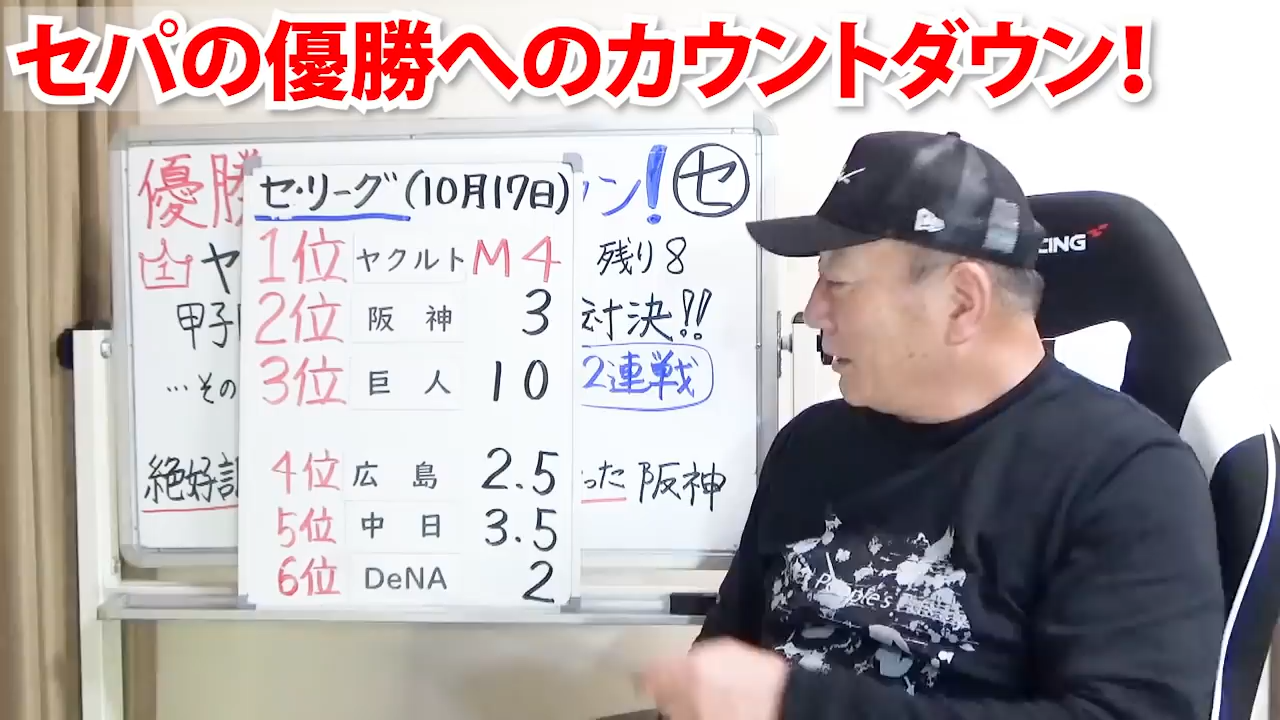 セパの優勝へのカウントダウン!
優勝
ン! セ
セ・リーグ(10月17日)
1位 ヤクルト M4
2位 阪神 3
3位 巨人 10
4位 広島 2.5
5位 中日 3.5
6位 DeNA 2
ヤ
残り8
甲子
対決!!
…その
2連戦
絶好調
った 阪神
CING
People's